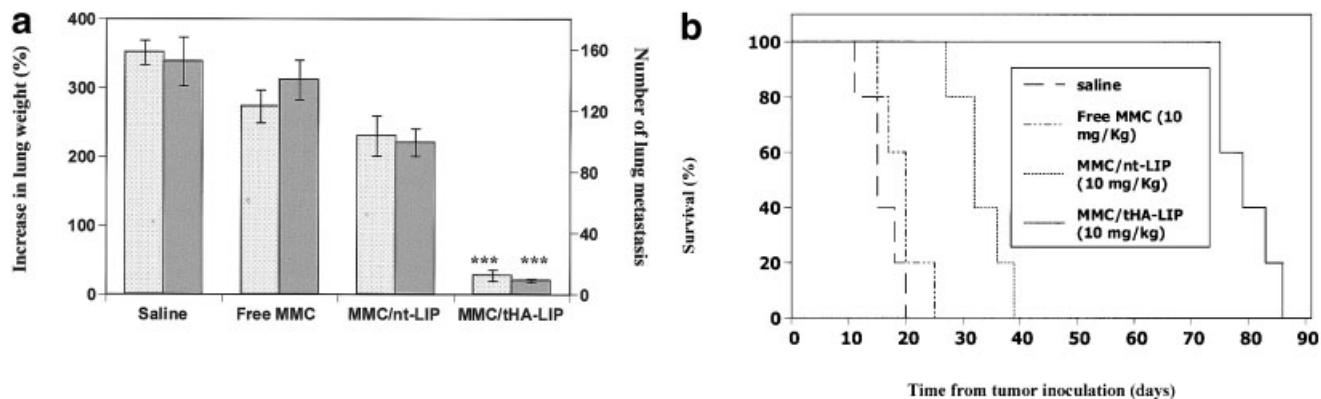 a
Increase in lung weight (%)
400
300
200
100
0
Number of lung metastasis
160
120
80
40
0
*** ***
Saline Free MMC MMC/nt-LIP MMC/tHA-LIP
b
Survival (%)
100
80
60
40
20
0
0 10 20 30 40 50 60 70 80 90
Time from tumor inoculation (days)
saline
Free MMC (10
mg/Kg)
MMC/nt-LIP
(10 mg/Kg)
MMC/tHA-LIP
(10 mg/kg)